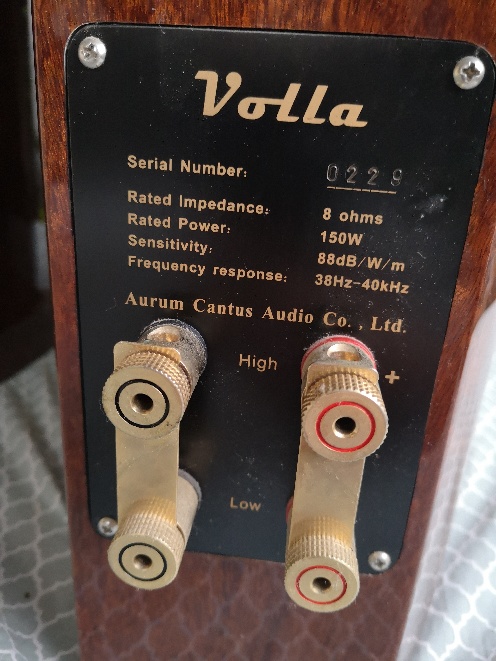 Volla
Serial Number: 0229
Rated Impedance: 8 ohms
Rated Power: 150W
Sensitivity: 88dB/W/m
Frequency response: 38Hz-40kHz
Aurum Cantus Audio Co., Ltd.
High +
Low